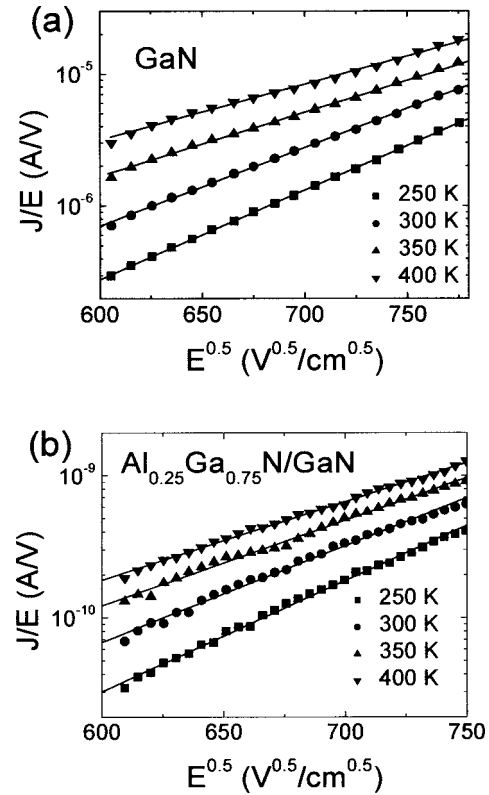 (a)
GaN
10^-5
10^-6
J/E (A/V)
250 K
300 K
350 K
400 K
600 650 700 750
E^0.5 (V^0.5/cm^0.5)
(b)
Al_0.25Ga_0.75N/GaN
10^-9
10^-10
J/E (A/V)
250 K
300 K
350 K
400 K
600 650 700 750
E^0.5 (V^0.5/cm^0.5)